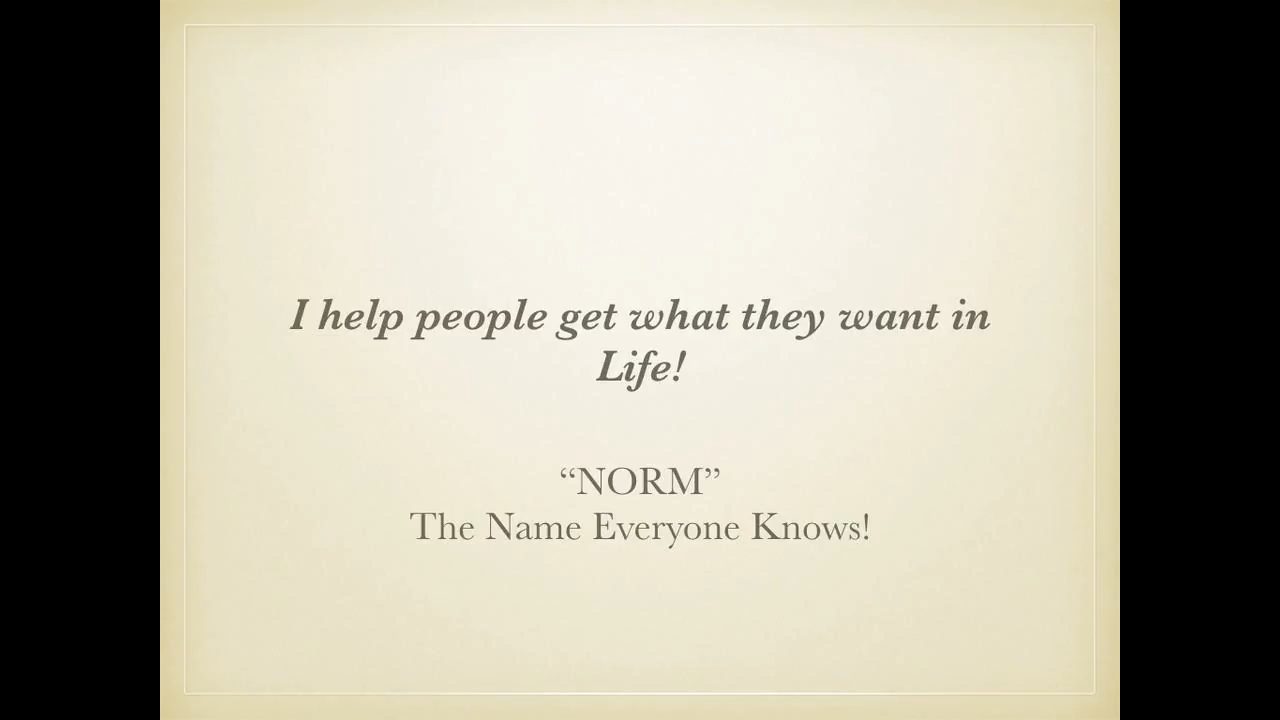 I help people get what they want in
Life!
“NORM”
The Name Everyone Knows!